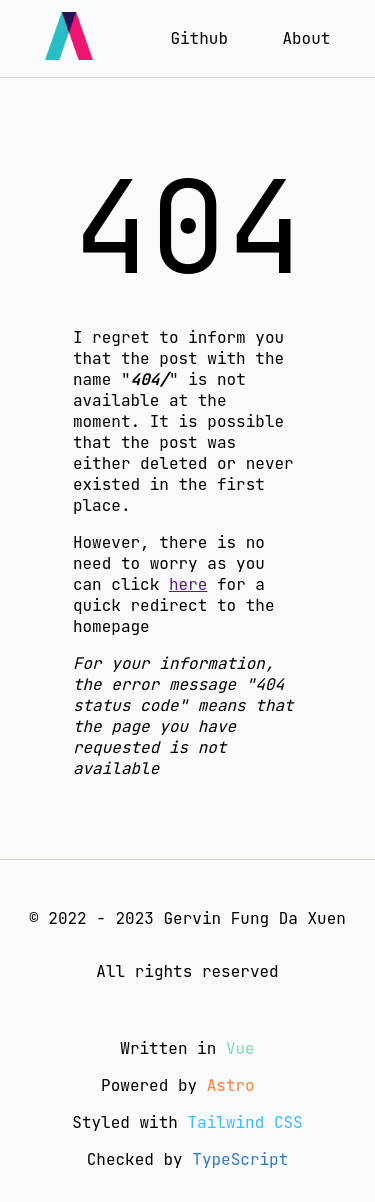 Github About
404
I regret to inform you
that the post with the
name "404/" is not
available at the
moment. It is possible
that the post was
either deleted or never
existed in the first
place.
However, there is no
need to worry as you
can click here for a
quick redirect to the
homepage
For your information,
the error message "404
status code" means that
the page you have
requested is not
available
© 2022 - 2023 Gervin Fung Da Xuen
All rights reserved
Written in Vue
Powered by Astro
Styled with Tailwind CSS
Checked by TypeScript